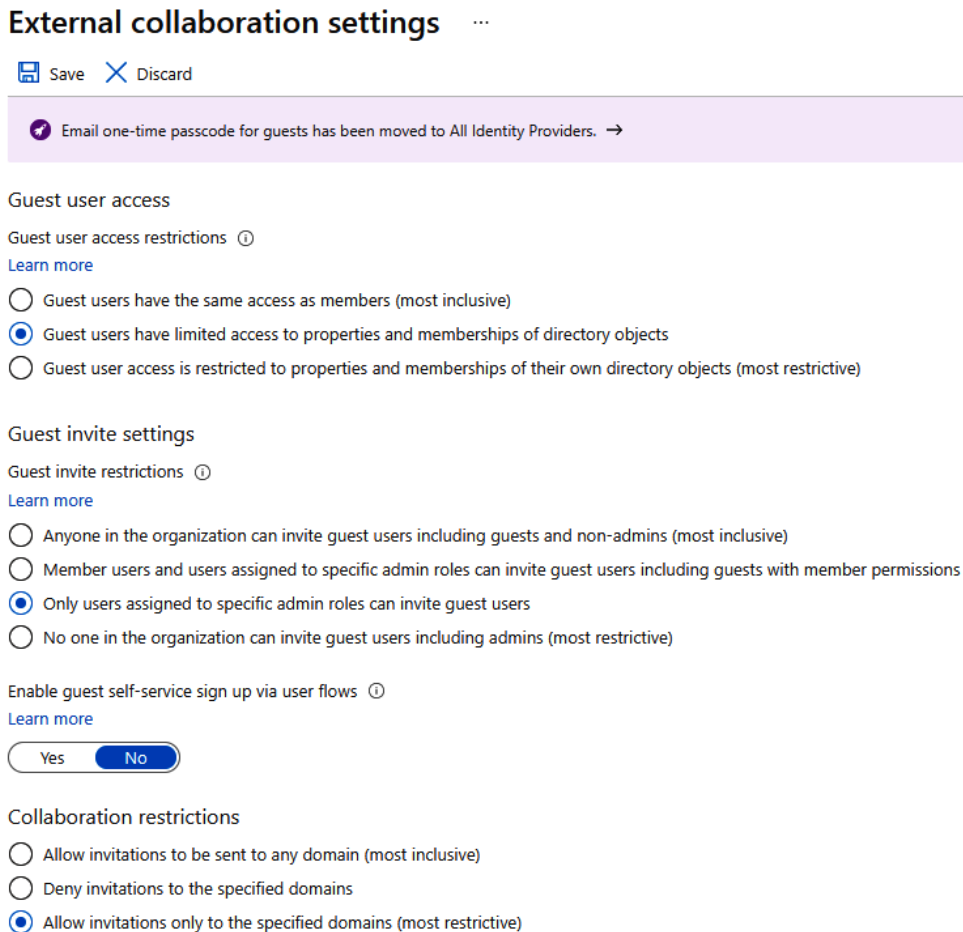 External collaboration settings ...
Save Discard
Email one-time passcode for guests has been moved to All Identity Providers. →
Guest user access
Guest user access restrictions
Learn more
Guest users have the same access as members (most inclusive)
Guest users have limited access to properties and memberships of directory objects
Guest user access is restricted to properties and memberships of their own directory objects (most restrictive)
Guest invite settings
Guest invite restrictions
Learn more
Anyone in the organization can invite guest users including guests and non-admins (most inclusive)
Member users and users assigned to specific admin roles can invite guest users including guests with member permissions
Only users assigned to specific admin roles can invite guest users
No one in the organization can invite guest users including admins (most restrictive)
Enable guest self-service sign up via user flows
Learn more
Yes No
Collaboration restrictions
Allow invitations to be sent to any domain (most inclusive)
Deny invitations to the specified domains
Allow invitations only to the specified domains (most restrictive)